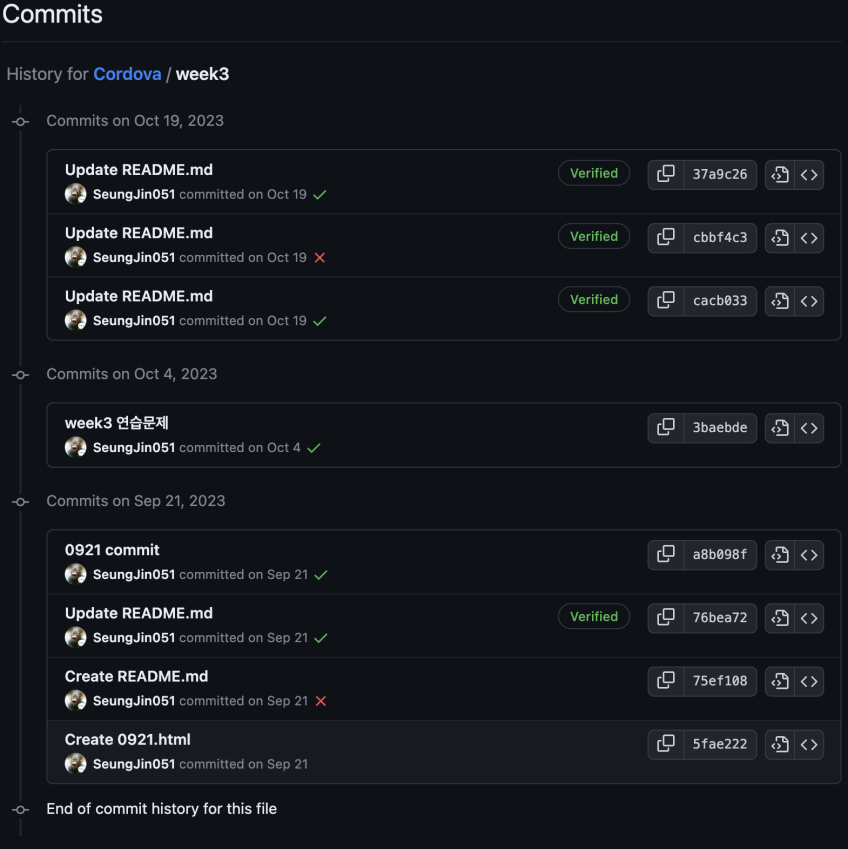 Commits
History for Cordova / week3
Commits on Oct 19, 2023
Update README.md
Verified
37a9c26
SeungJin051 committed on Oct 19
Update README.md
Verified
cbbf4c3
SeungJin051 committed on Oct 19
Update README.md
Verified
cacb033
SeungJin051 committed on Oct 19
Commits on Oct 4, 2023
week3 연습문제
3baebde
SeungJin051 committed on Oct 4
Commits on Sep 21, 2023
0921 commit
a8b098f
SeungJin051 committed on Sep 21
Update README.md
Verified
76bea72
SeungJin051 committed on Sep 21
Create README.md
75ef108
SeungJin051 committed on Sep 21
Create 0921.html
5fae222
SeungJin051 committed on Sep 21
End of commit history for this file